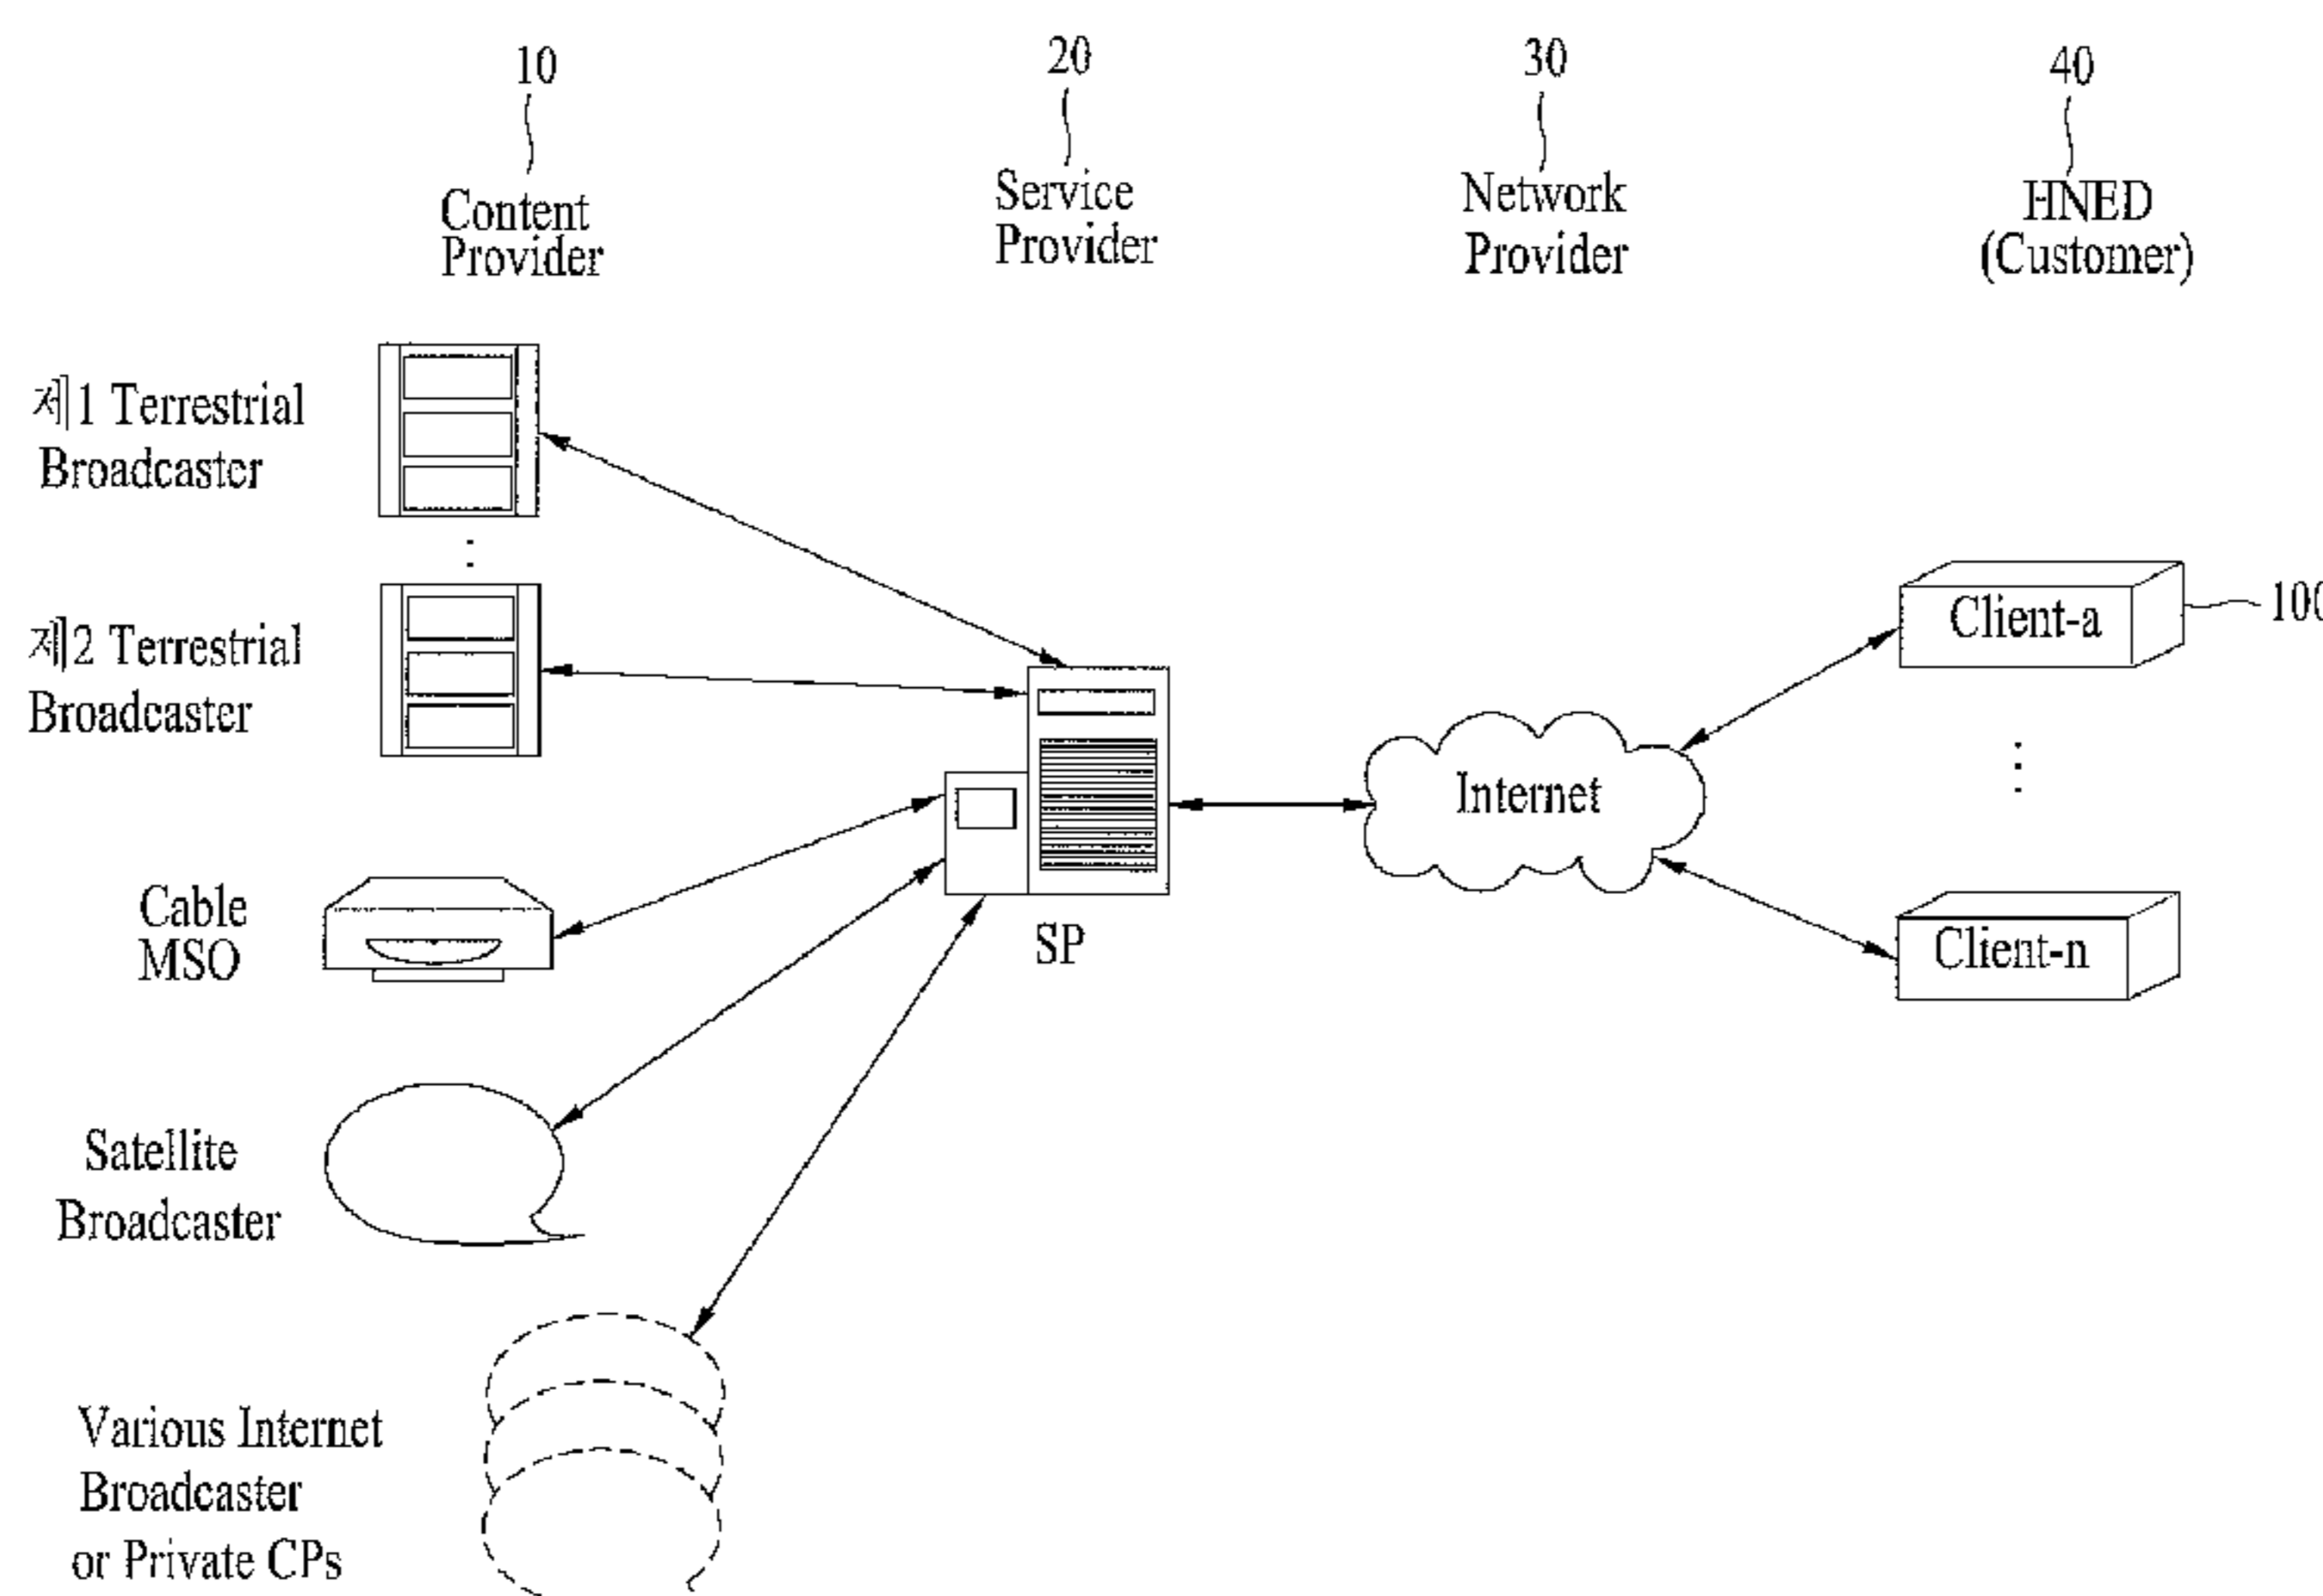 10
20
30
40
Content
Provider
Service
Provider
Network
Provider
HNED
(Customer)
제1 Terrestrial
Broadcaster
제2 Terrestrial
Broadcaster
Cable
MSO
Satellite
Broadcaster
Various Internet
Broadcaster
or Private CPs
SP
Internet
Client-a
100
Client-n